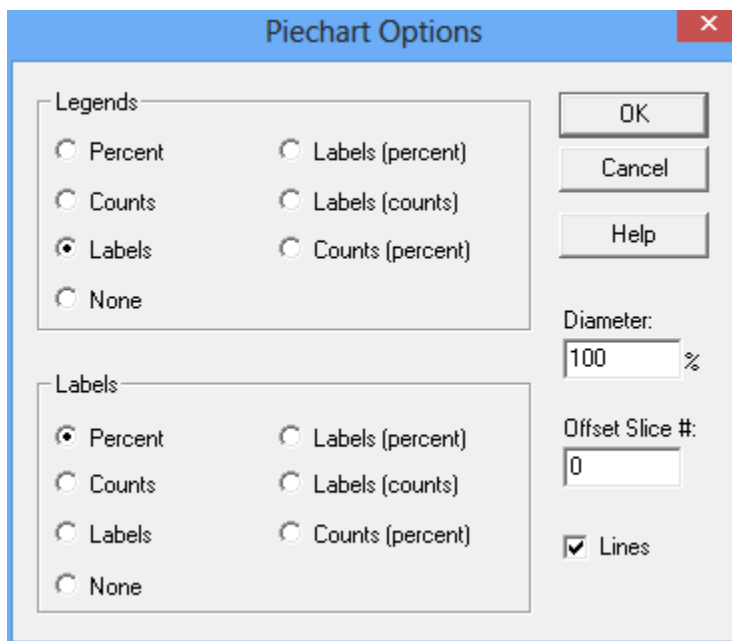 Piechart Options
Legends
Percent
Labels (percent)
Counts
Labels (counts)
Labels
Counts (percent)
None
OK
Cancel
Help
Diameter:
100 %
Labels
Percent
Labels (percent)
Counts
Labels (counts)
Labels
Counts (percent)
None
Offset Slice #:
0
Lines